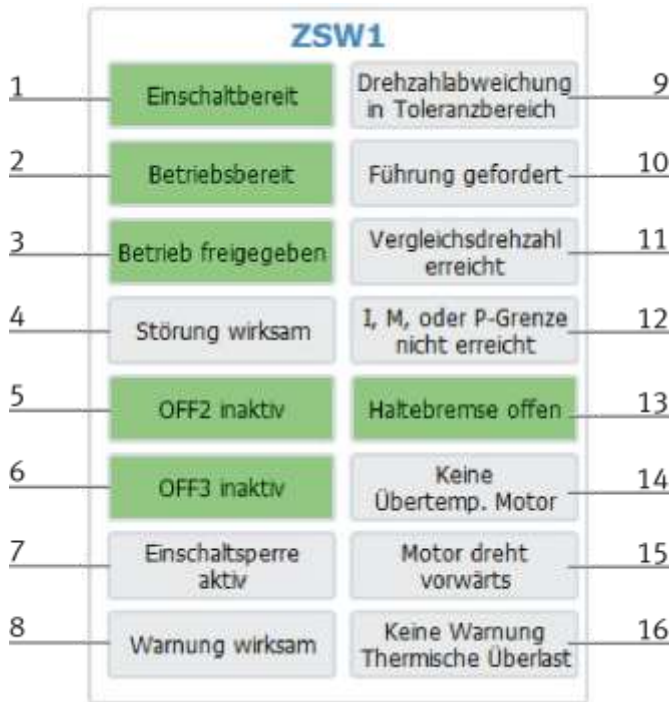 ZSW1
1
Einschaltbereit
2
Betriebsbereit
3
Betrieb freigegeben
4
Störung wirksam
5
OFF2 inaktiv
6
OFF3 inaktiv
7
Einschaltsperre
aktiv
8
Warnung wirksam
Drehzahlabweichung
in Toleranzbereich
9
Führung gefordert
10
Vergleichsdrehzahl
erreicht
11
I, M, oder P-Grenze
nicht erreicht
12
Haltebremse offen
13
Keine
Übertemp. Motor
14
Motor dreht
vorwärts
15
Keine Warnung
Thermische Überlast
16